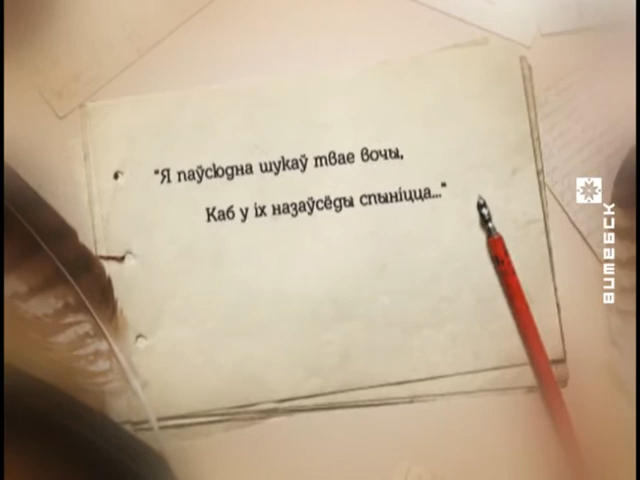 "Я паўсюдна шукаў твае вочы,
Каб у іх назаўсёды спыніцца..."
витебск